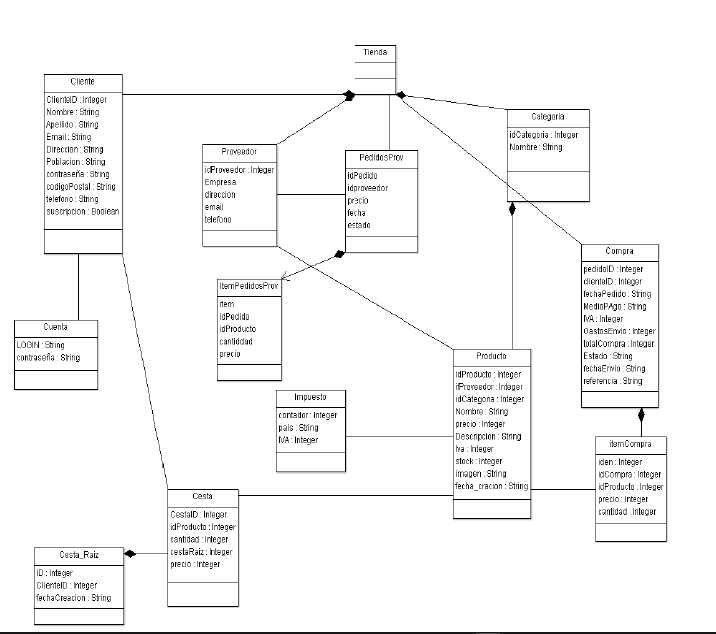 Tienda
Cliente
ClienteID : Integer
Nombre : String
Apellido : String
Email : String
Direccion : String
Poblacion : String
contraseña : String
codigoPostal : String
telefono : String
suscripcion : Boolean
Categoria
idCategoria : Integer
Nombre : String
Proveedor
idProveedor : Integer
Empresa
direccion
email
telefono
PedidosProv
idPedido
idproveedor
precio
fecha
estado
Compra
pedidoID : Integer
clienteID : Integer
fechaPedido : String
MedioPAgo : String
IVA : Integer
GastosEnvio : Integer
totalCompra : Integer
Estado : String
fechaEnvio : String
referencia : String
ItemPedidosProv
item
idPedido
idProducto
cantiddad
precio
Cuenta
LOGIN : String
contraseña : String
Producto
idProducto : Integer
idCategoria : Integer
Nombre : String
precio : Integer
Descripcion : String
Iva : Integer
stock : Integer
imagen : String
fecha_cracion : String
Impuesto
contador : Integer
pais : String
IVA : Integer
itemCompra
iden : Integer
idCompra : Integer
idProducto : Integer
precio : Integer
cantidad : Integer
Cesta
CestaID : Integer
idProducto : Integer
cantidad : Integer
cestaRaiz : Integer
precio : Integer
Cesta_Raiz
ID : Integer
ClienteID : Integer
fechaCreacion : String